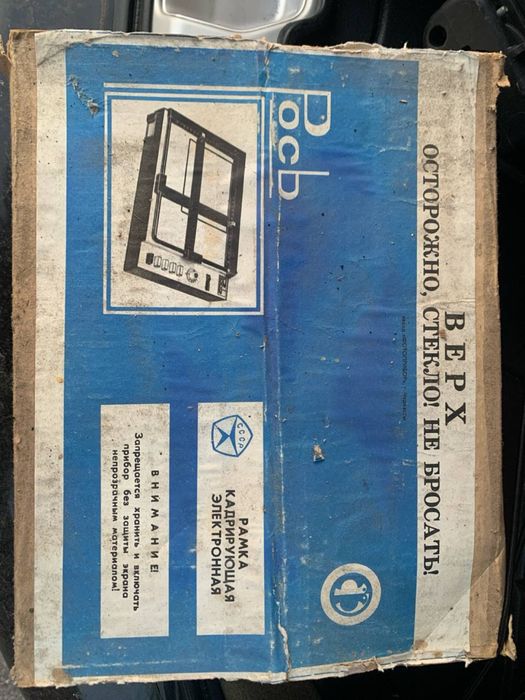 ВЕРХ
ОСТОРОЖНО, СТЕКЛО! НЕ БРОСАТЬ!
Рось
СССР
РАМКА
КАДРИРУЮЩАЯ
ЭЛЕКТРОННАЯ
ВНИМАНИЕ!
Запрещается хранить и включать
прибор без защиты экрана
непрозрачным материалом!